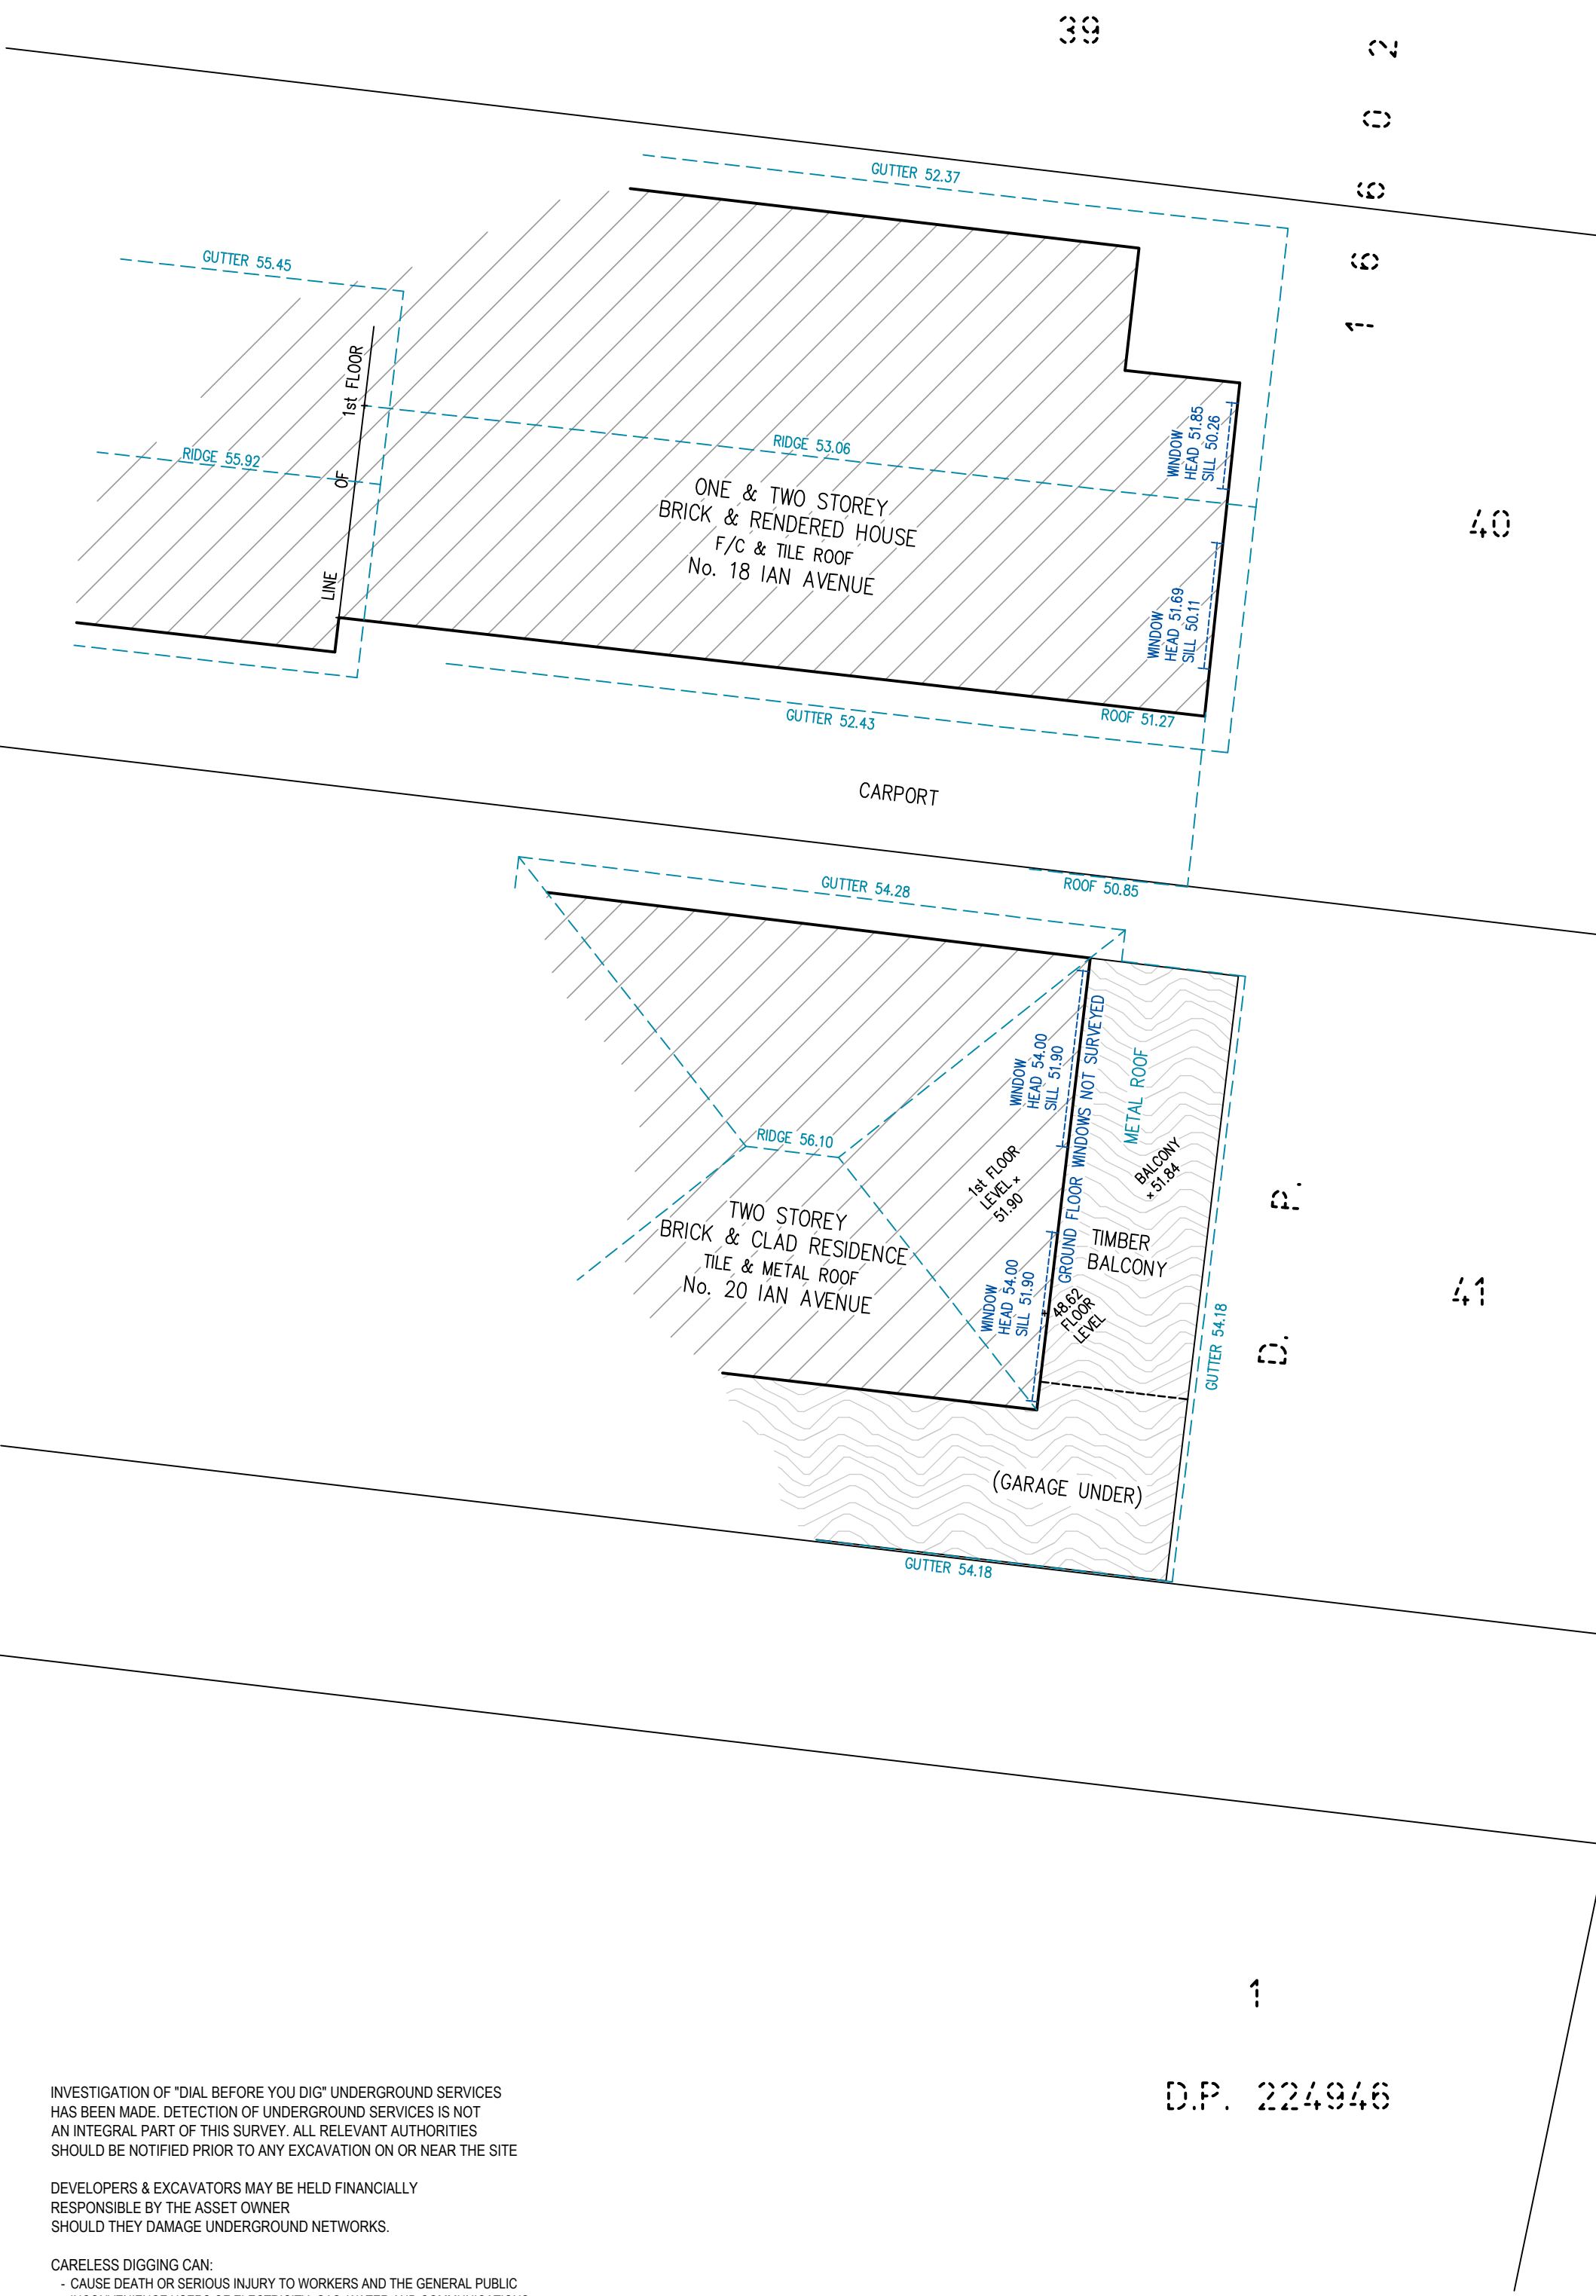 39
D. P. 16602
GUTTER 52.37
GUTTER 55.45
LINE OF 1st FLOOR
RIDGE 55.92
RIDGE 53.06
WINDOW
HEAD 51.85
SILL 50.26
ONE & TWO STOREY
BRICK & RENDERED HOUSE
F/C & TILE ROOF
No. 18 IAN AVENUE
40
WINDOW
HEAD 51.69
SILL 50.11
GUTTER 52.43
ROOF 51.27
CARPORT
GUTTER 54.28
ROOF 50.85
WINDOW
HEAD 54.00
SILL 51.90
GROUND FLOOR WINDOWS NOT SURVEYED
METAL ROOF
RIDGE 56.10
1st FLOOR
LEVEL
51.90
BALCONY
51.84
TWO STOREY
BRICK & CLAD RESIDENCE
TILE & METAL ROOF
No. 20 IAN AVENUE
TIMBER
BALCONY
WINDOW
HEAD 54.00
SILL 51.90
48.62
FLOOR
LEVEL
41
GUTTER 54.18
(GARAGE UNDER)
GUTTER 54.18
1
D.P. 224946
INVESTIGATION OF "DIAL BEFORE YOU DIG" UNDERGROUND SERVICES
HAS BEEN MADE. DETECTION OF UNDERGROUND SERVICES IS NOT
AN INTEGRAL PART OF THIS SURVEY. ALL RELEVANT AUTHORITIES
SHOULD BE NOTIFIED PRIOR TO ANY EXCAVATION ON OR NEAR THE SITE
DEVELOPERS & EXCAVATORS MAY BE HELD FINANCIALLY
RESPONSIBLE BY THE ASSET OWNER
SHOULD THEY DAMAGE UNDERGROUND NETWORKS.
CARELESS DIGGING CAN:
- CAUSE DEATH OR SERIOUS INJURY TO WORKERS AND THE GENERAL PUBLIC